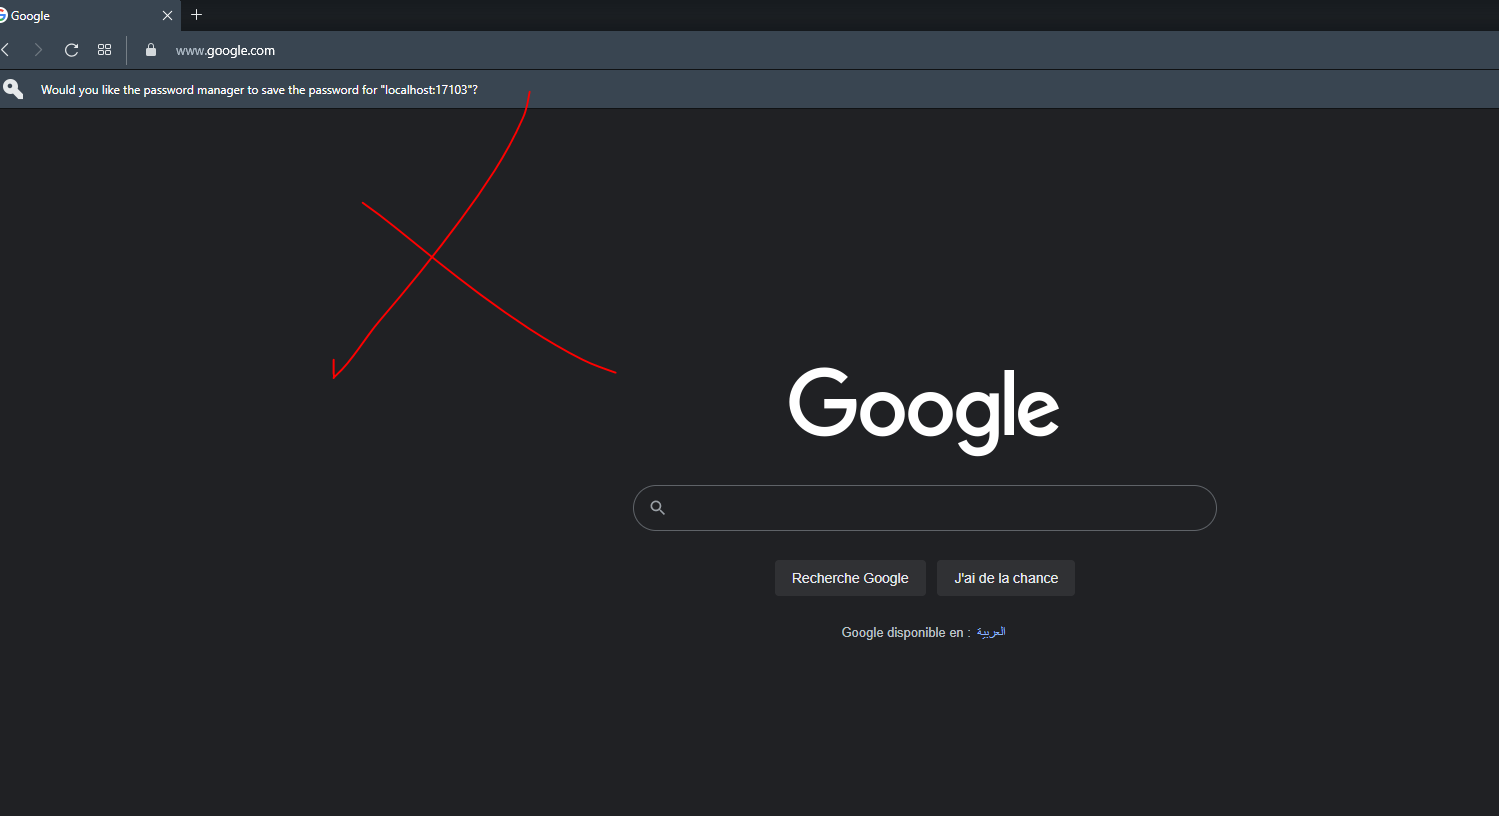 Google
www.google.com
Would you like the password manager to save the password for "localhost:17103"?
Google
Recherche Google
J'ai de la chance
Google disponible en : العربية